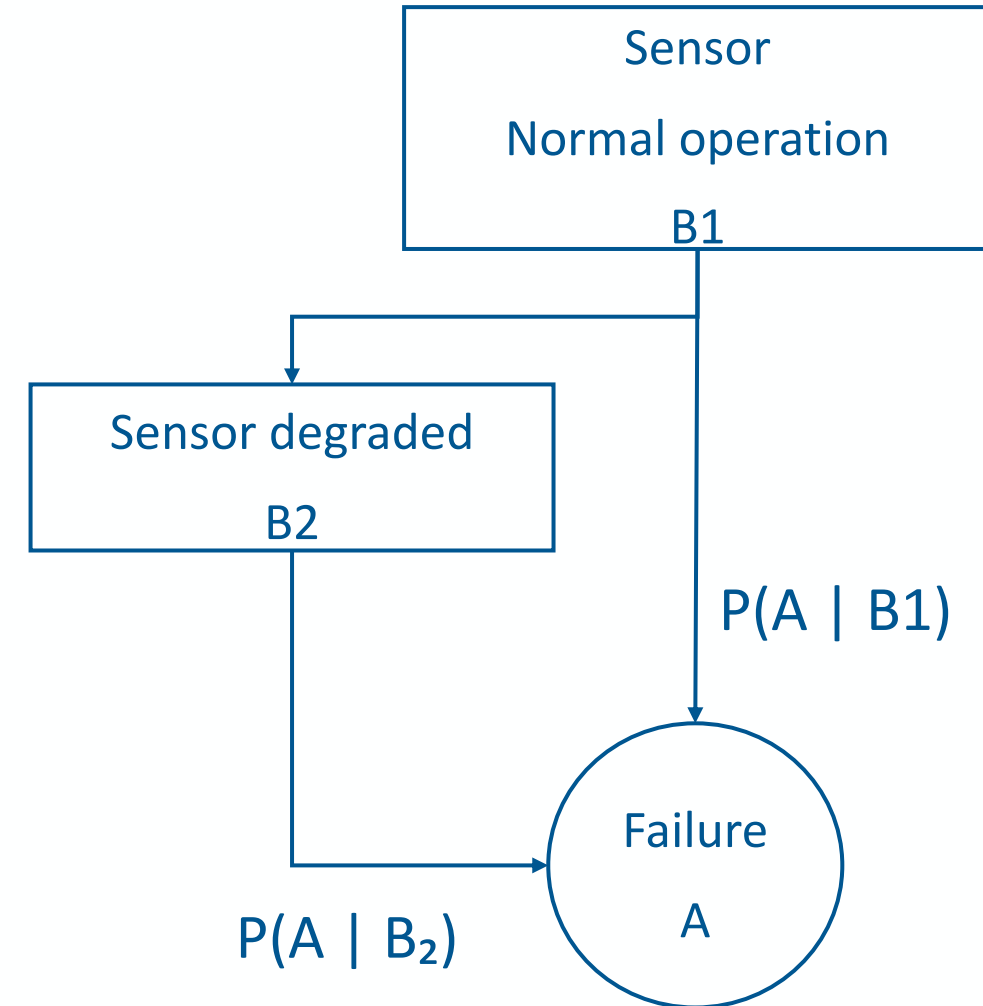 Sensor
Normal operation
B1
Sensor degraded
B2
P(A | B1)
Failure
A
P(A | B₂)